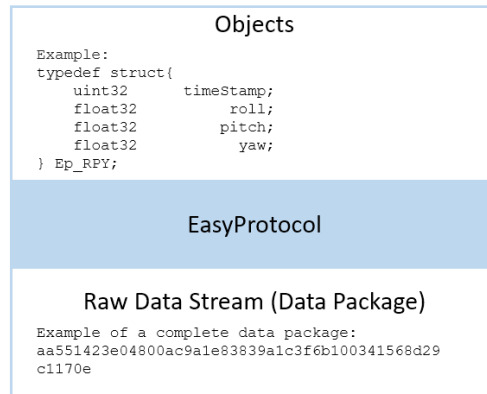 Objects
Example:
typedef struct{
    uint32      timeStamp;
    float32          roll;
    float32         pitch;
    float32           yaw;
} Ep_RPY;
EasyProtocol
Raw Data Stream (Data Package)
Example of a complete data package:
aa551423e04800ac9a1e83839a1c3f6b100341568d29
c1170e